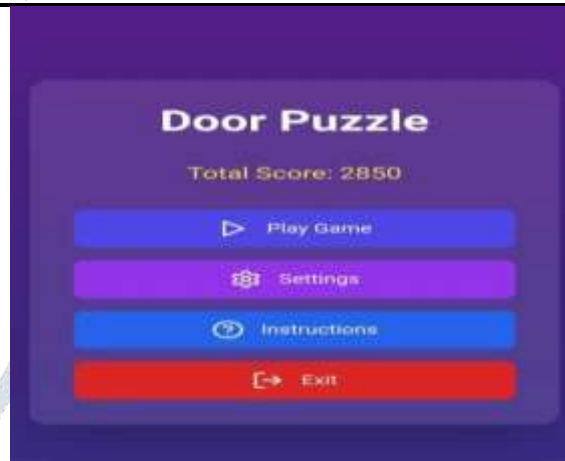 Door Puzzle
Total Score: 2850
Play Game
Settings
Instructions
Exit